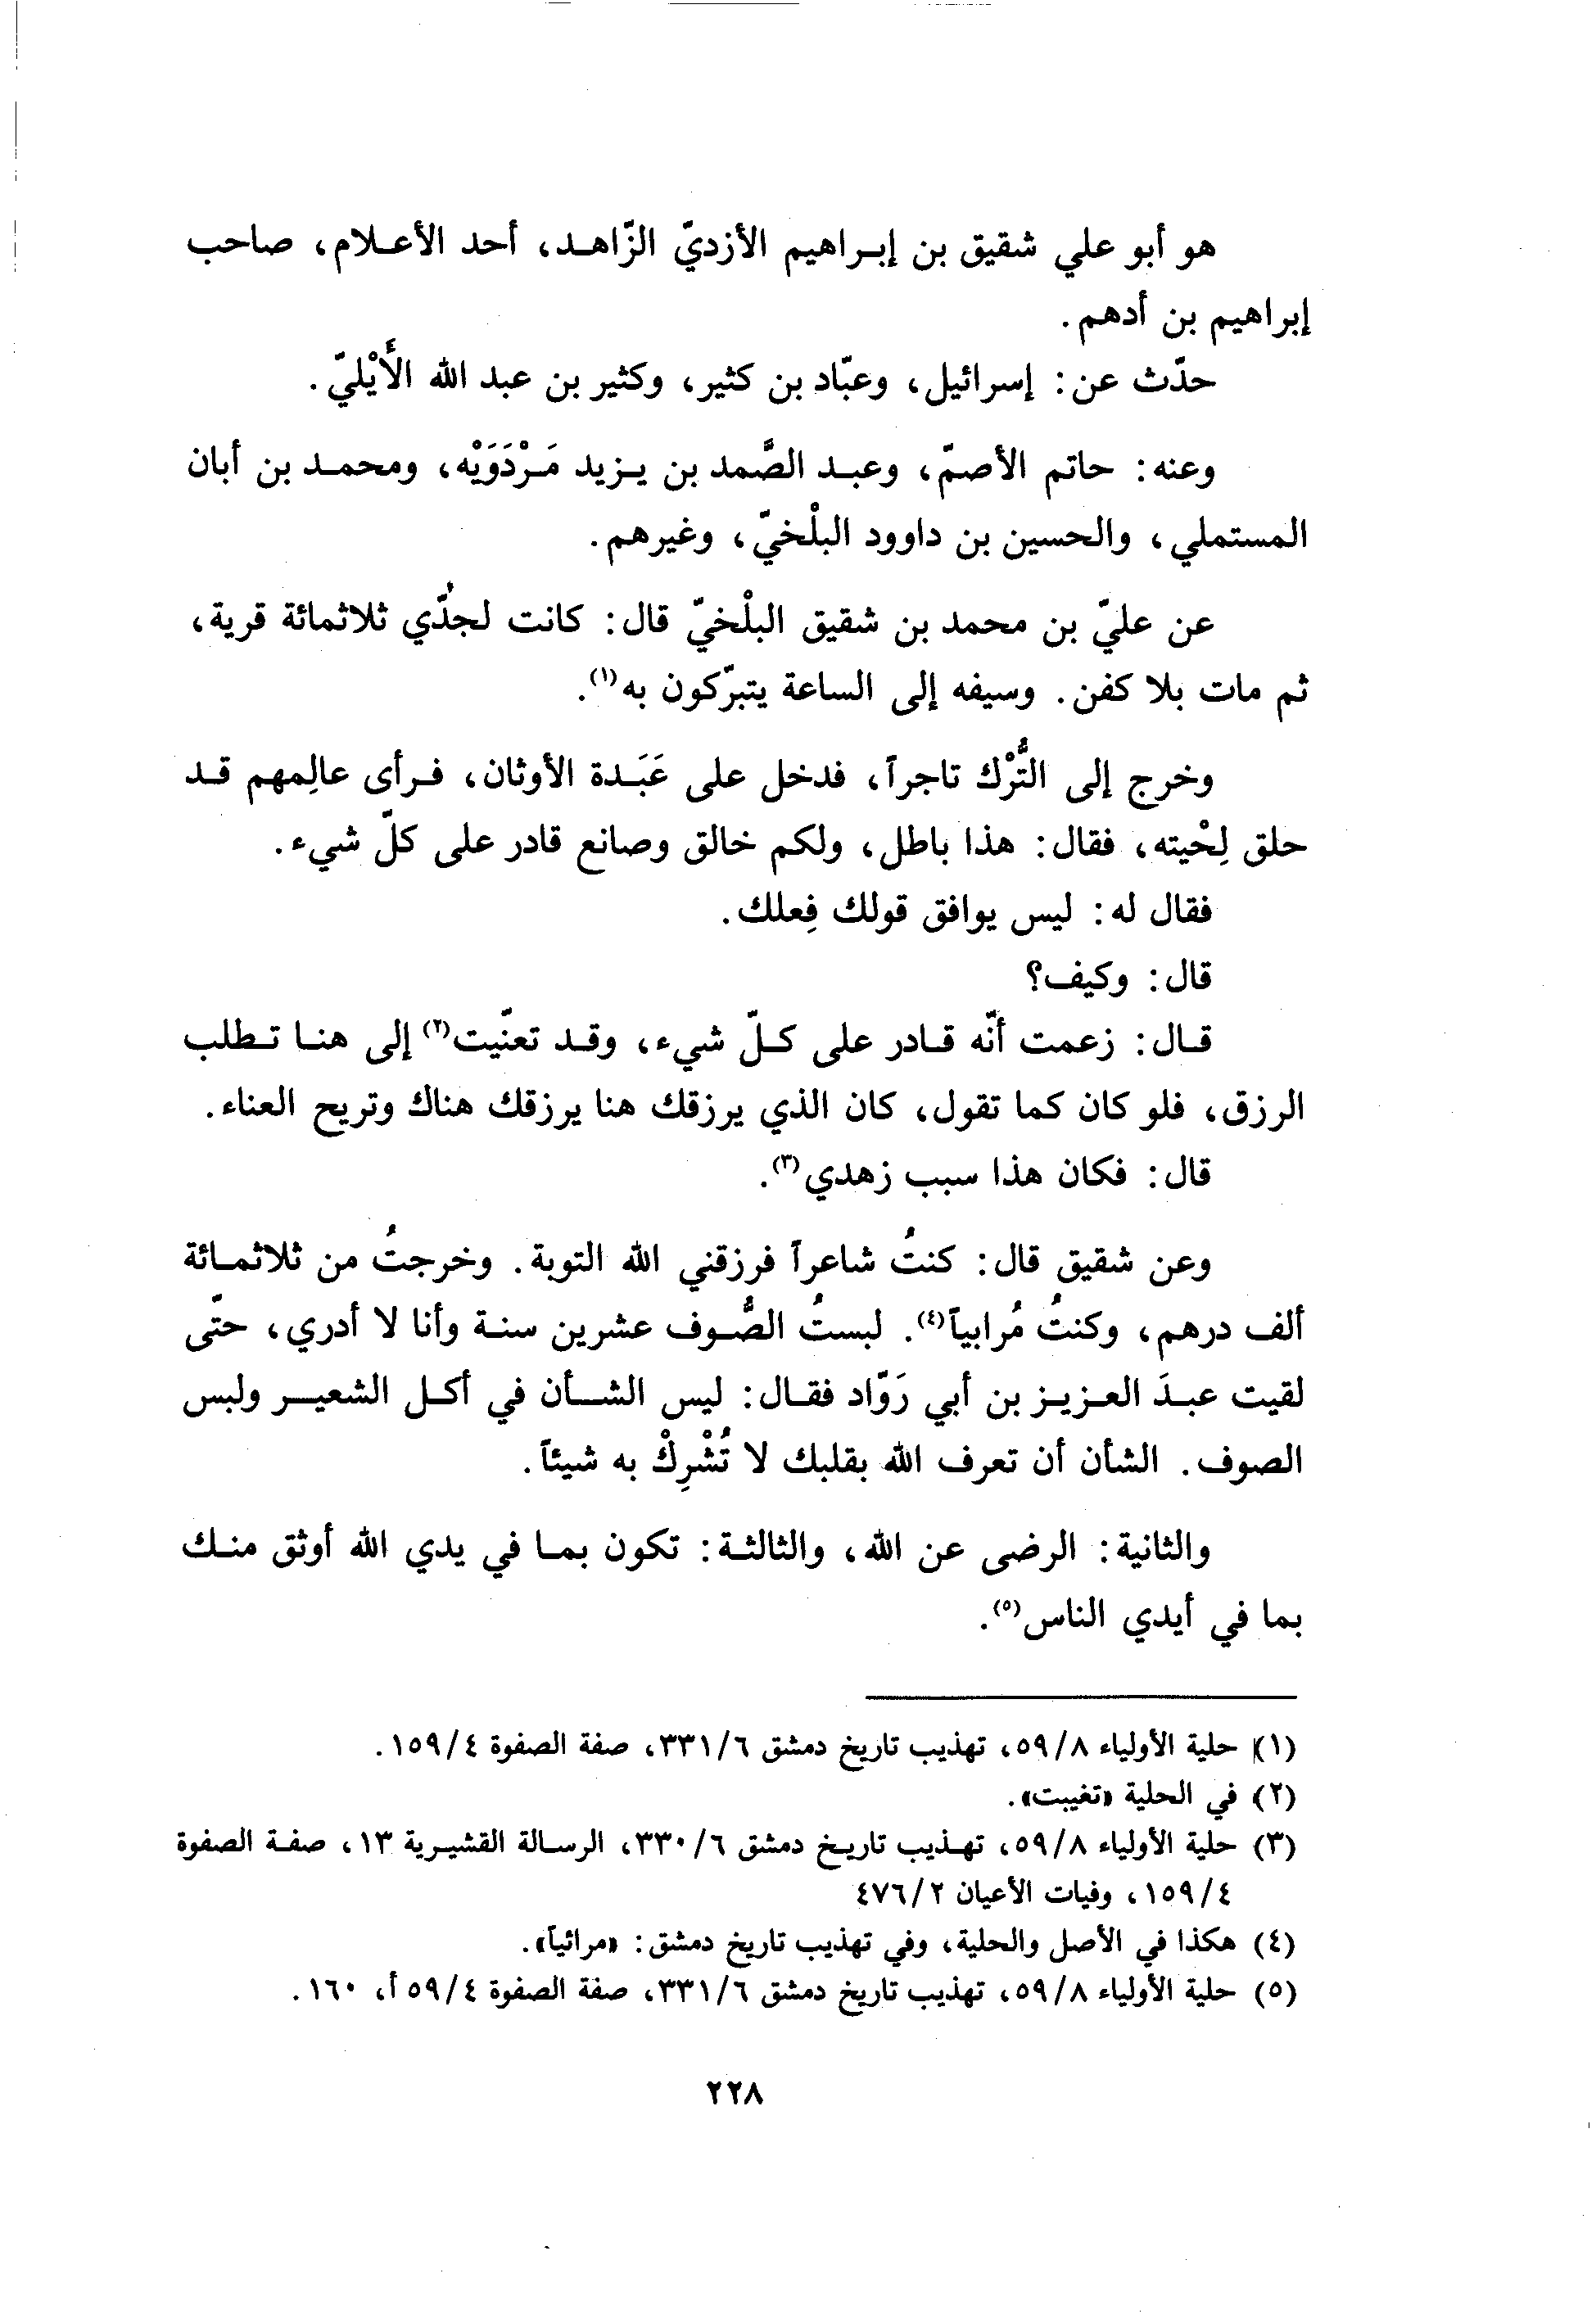 هو أبو علي شقيق بن إبراهيم الأزديّ الزّاهد، أحد الأعلام، صاحب
إبراهيم بن أدهم.
حدّث عن: إسرائيل، وعبّاد بن كثير، وكثير بن عبد الله الأَيْليّ.
وعنه: حاتم الأصمّ، وعبد الصَّمد بن يزيد مَرْدَوَيْه، ومحمد بن أبان
المستملي، والحسين بن داوود البلْخيّ، وغيرهم.
عن عليّ بن محمد بن شقيق البلْخيّ قال: كانت لجدُّي ثلاثمائة قرية،
ثم مات بلا كفن. وسيفه إلى الساعة يتبرّكون به(١).
وخرج إلى التُّرْك تاجراً، فدخل على عَبَدة الأوثان، فرأى عالِمهم قد
حلق لِحْيته، فقال: هذا باطل، ولكم خالق وصانع قادر على كلّ شيء.
فقال له: ليس يوافق قولك فِعلك.
قال: وكيف؟
قال: زعمت أنّه قادر على كلّ شيء، وقد تعنّيت(٢) إلى هنا تطلب
الرزق، فلو كان كما تقول، كان الذي يرزقك هنا يرزقك هناك وتريح العناء.
قال: فكان هذا سبب زهدي(٣).
وعن شقيق قال: كنتُ شاعراً فرزقني الله التوبة. وخرجتُ من ثلاثمائة
ألف درهم، وكنتُ مُرابياً(٤). لبستُ الصُّوف عشرين سنة وأنا لا أدري، حتّى
لقيت عبدَ العزيز بن أبي رَوّاد فقال: ليس الشأن في أكل الشعير ولبس
الصوف. الشأن أن تعرف الله بقلبك لا تُشْرِكْ به شيئاً.
والثانية: الرضى عن الله، والثالثة: تكون بما في يدي الله أوثق منك
بما في أيدي الناس(٥).
(١) حلية الأولياء ٥٩/٨، تهذيب تاريخ دمشق ٣٣١/٦، صفة الصفوة ١٥٩/٤.
(٢) في الحلية «تغيبت».
(٣) حلية الأولياء ٥٩/٨، تهذيب تاريخ دمشق ٣٣٠/٦، الرسالة القشيرية ١٣، صفة الصفوة
١٥٩/٤، وفيات الأعيان ٤٧٦/٢
(٤) هكذا في الأصل والحلية، وفي تهذيب تاريخ دمشق: «مرائياً».
(٥) حلية الأولياء ٥٩/٨، تهذيب تاريخ دمشق ٣٣١/٦، صفة الصفوة ٥٩/٤ أ، ١٦٠.
٢٢٨